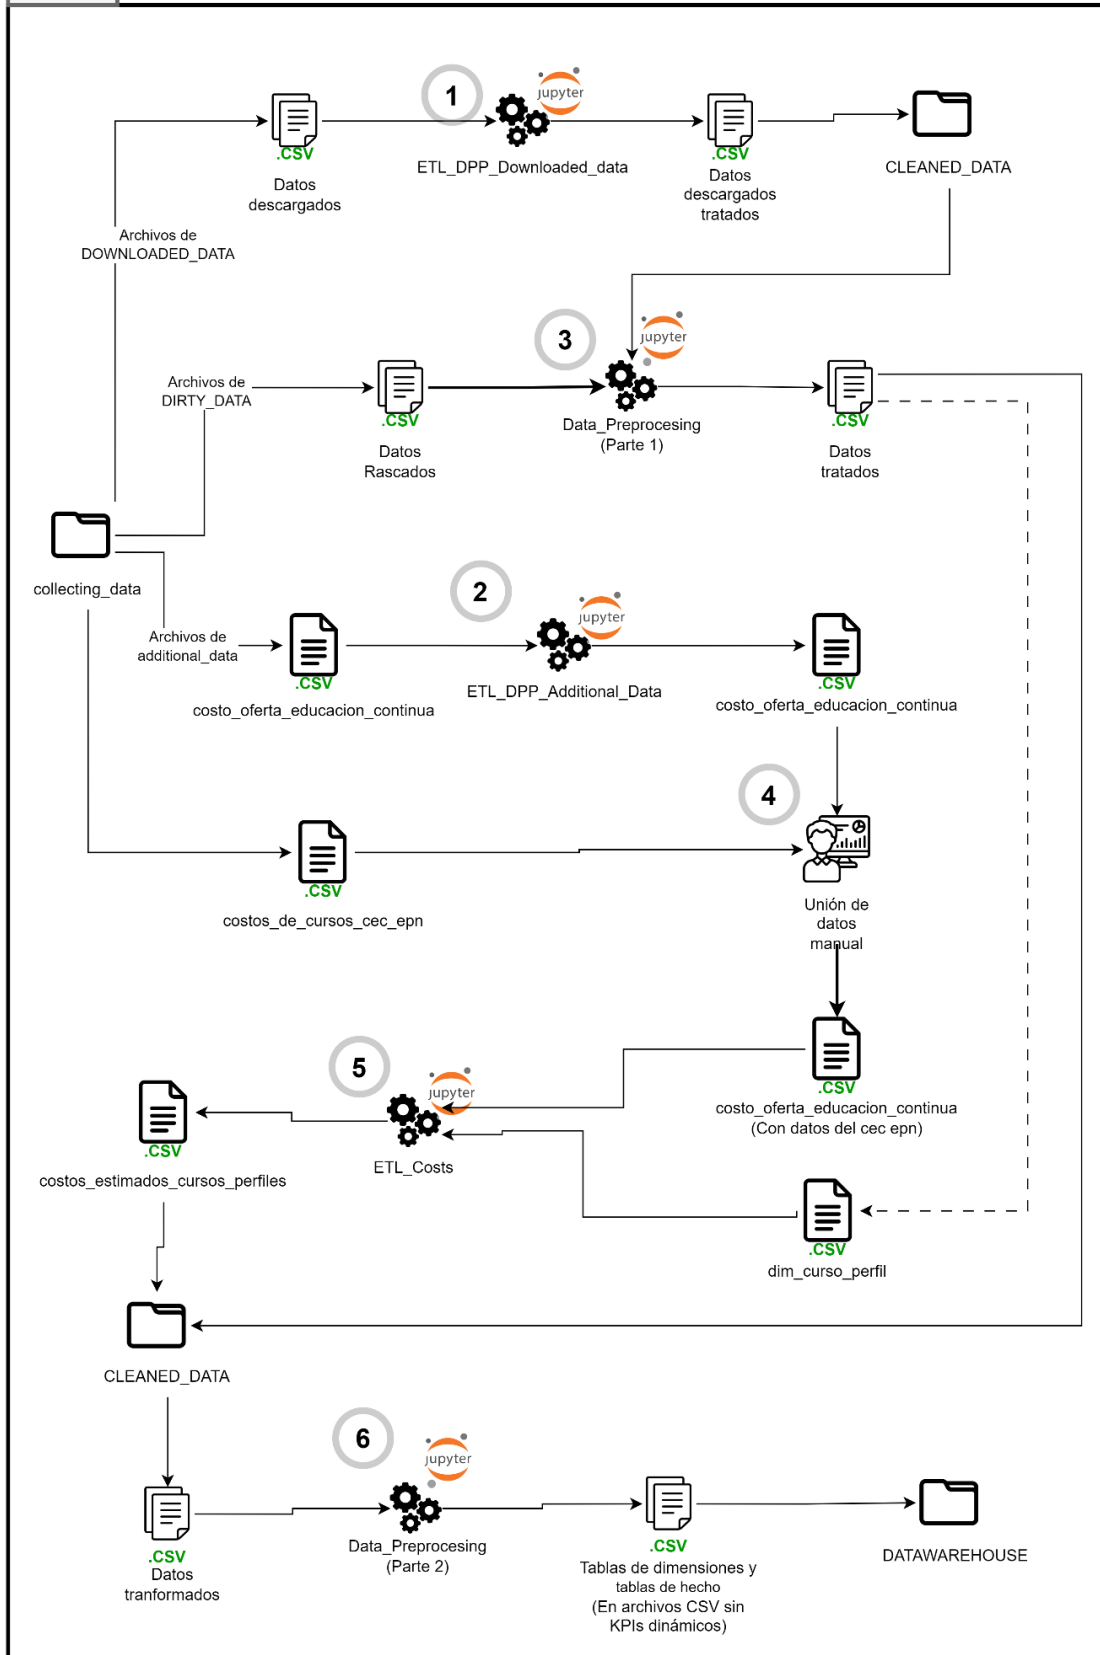 1
jupyter
.CSV
.CSV
Datos
descargados
ETL_DPP_Downloaded_data
Datos
descargados
tratados
CLEANED_DATA
Archivos de
DOWNLOADED_DATA
3
jupyter
Archivos de
DIRTY_DATA
.CSV
Datos
Rascados
Data_Preprocesing
(Parte 1)
.CSV
Datos
tratados
collecting_data
2
jupyter
Archivos de
additional_data
.CSV
costo_oferta_educacion_continua
ETL_DPP_Additional_Data
.CSV
costo_oferta_educacion_continua
4
.CSV
costos_de_cursos_cec_epn
Unión de
datos
manual
5
jupyter
.CSV
costo_oferta_educacion_continua
(Con datos del cec epn)
.CSV
costos_estimados_cursos_perfiles
ETL_Costs
.CSV
dim_curso_perfil
CLEANED_DATA
6
jupyter
.CSV
Datos
tranformados
Data_Preprocesing
(Parte 2)
.CSV
Tablas de dimensiones y
tablas de hecho
(En archivos CSV sin
KPIs dinámicos)
DATAWAREHOUSE